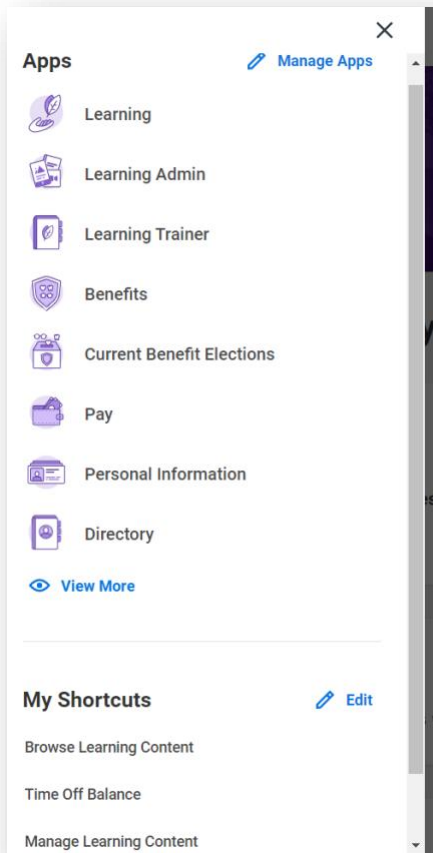 Apps
Manage Apps
Learning
Learning Admin
Learning Trainer
Benefits
Current Benefit Elections
Pay
Personal Information
Directory
View More
My Shortcuts
Edit
Browse Learning Content
Time Off Balance
Manage Learning Content